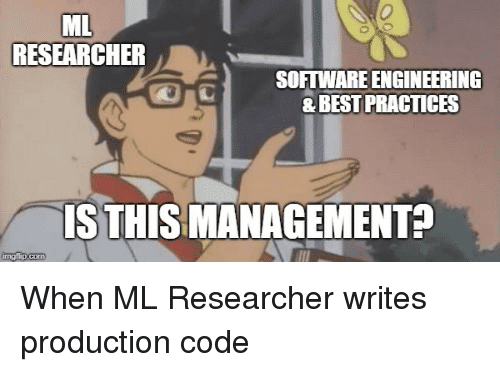 ML
RESEARCHER
SOFTWARE ENGINEERING
& BEST PRACTICES
IS THIS MANAGEMENT?
imgflip.com
When ML Researcher writes
production code